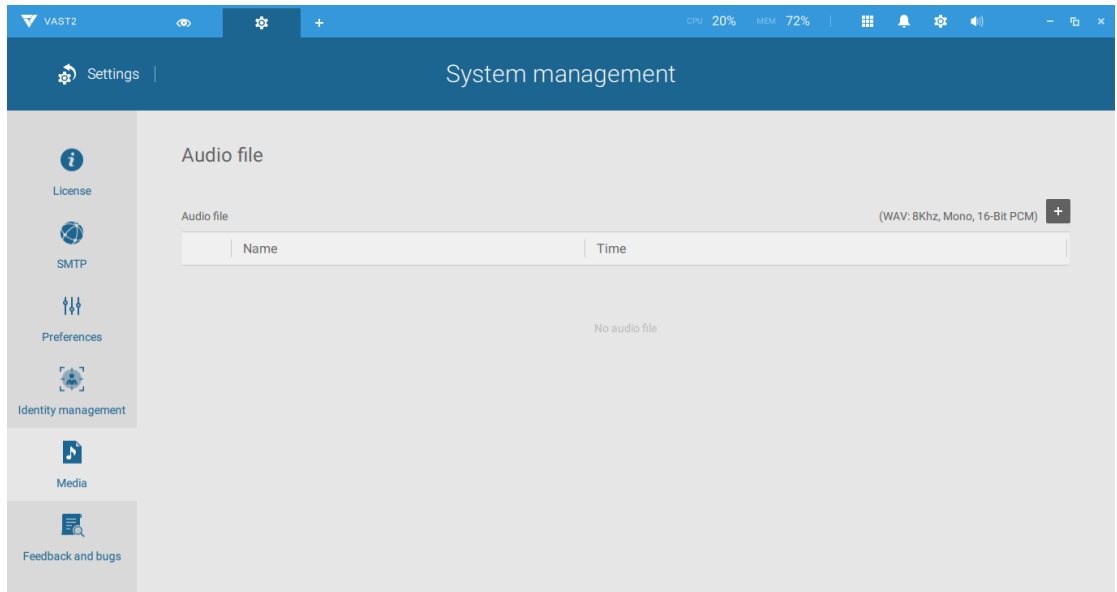 VAST2
CPU 20% MEM 72%
Settings
System management
License
SMTP
Preferences
Identity management
Media
Feedback and bugs
Audio file
Audio file
(WAV: 8Khz, Mono, 16-Bit PCM)
Name
Time
No audio file